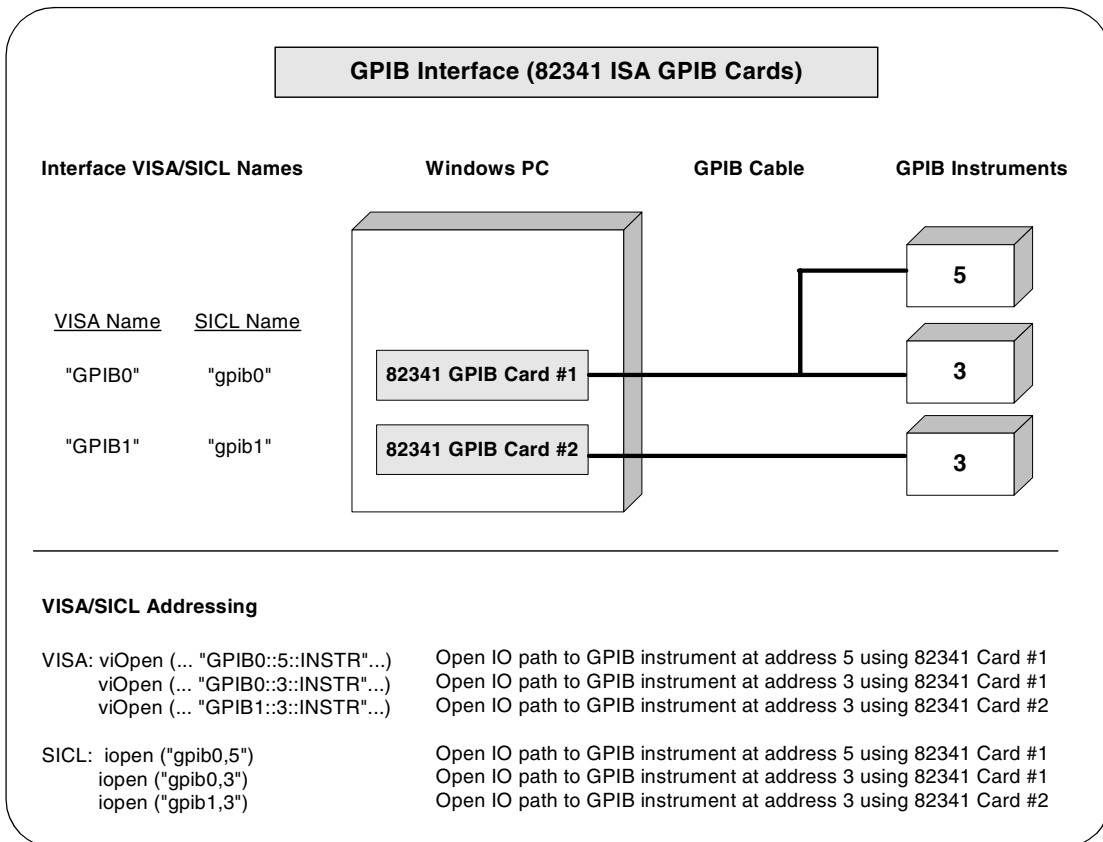 GPIB Interface (82341 ISA GPIB Cards)
Interface VISA/SICL Names Windows PC GPIB Cable GPIB Instruments
5
VISA Name SICL Name
"GPIB0" "gpib0" 82341 GPIB Card #1 3
"GPIB1" "gpib1" 82341 GPIB Card #2 3
VISA/SICL Addressing
VISA: viOpen (... "GPIB0::5::INSTR"...) Open IO path to GPIB instrument at address 5 using 82341 Card #1
viOpen (... "GPIB0::3::INSTR"...) Open IO path to GPIB instrument at address 3 using 82341 Card #1
viOpen (... "GPIB1::3::INSTR"...) Open IO path to GPIB instrument at address 3 using 82341 Card #2
SICL: iopen ("gpib0,5") Open IO path to GPIB instrument at address 5 using 82341 Card #1
iopen ("gpib0,3") Open IO path to GPIB instrument at address 3 using 82341 Card #1
iopen ("gpib1,3") Open IO path to GPIB instrument at address 3 using 82341 Card #2